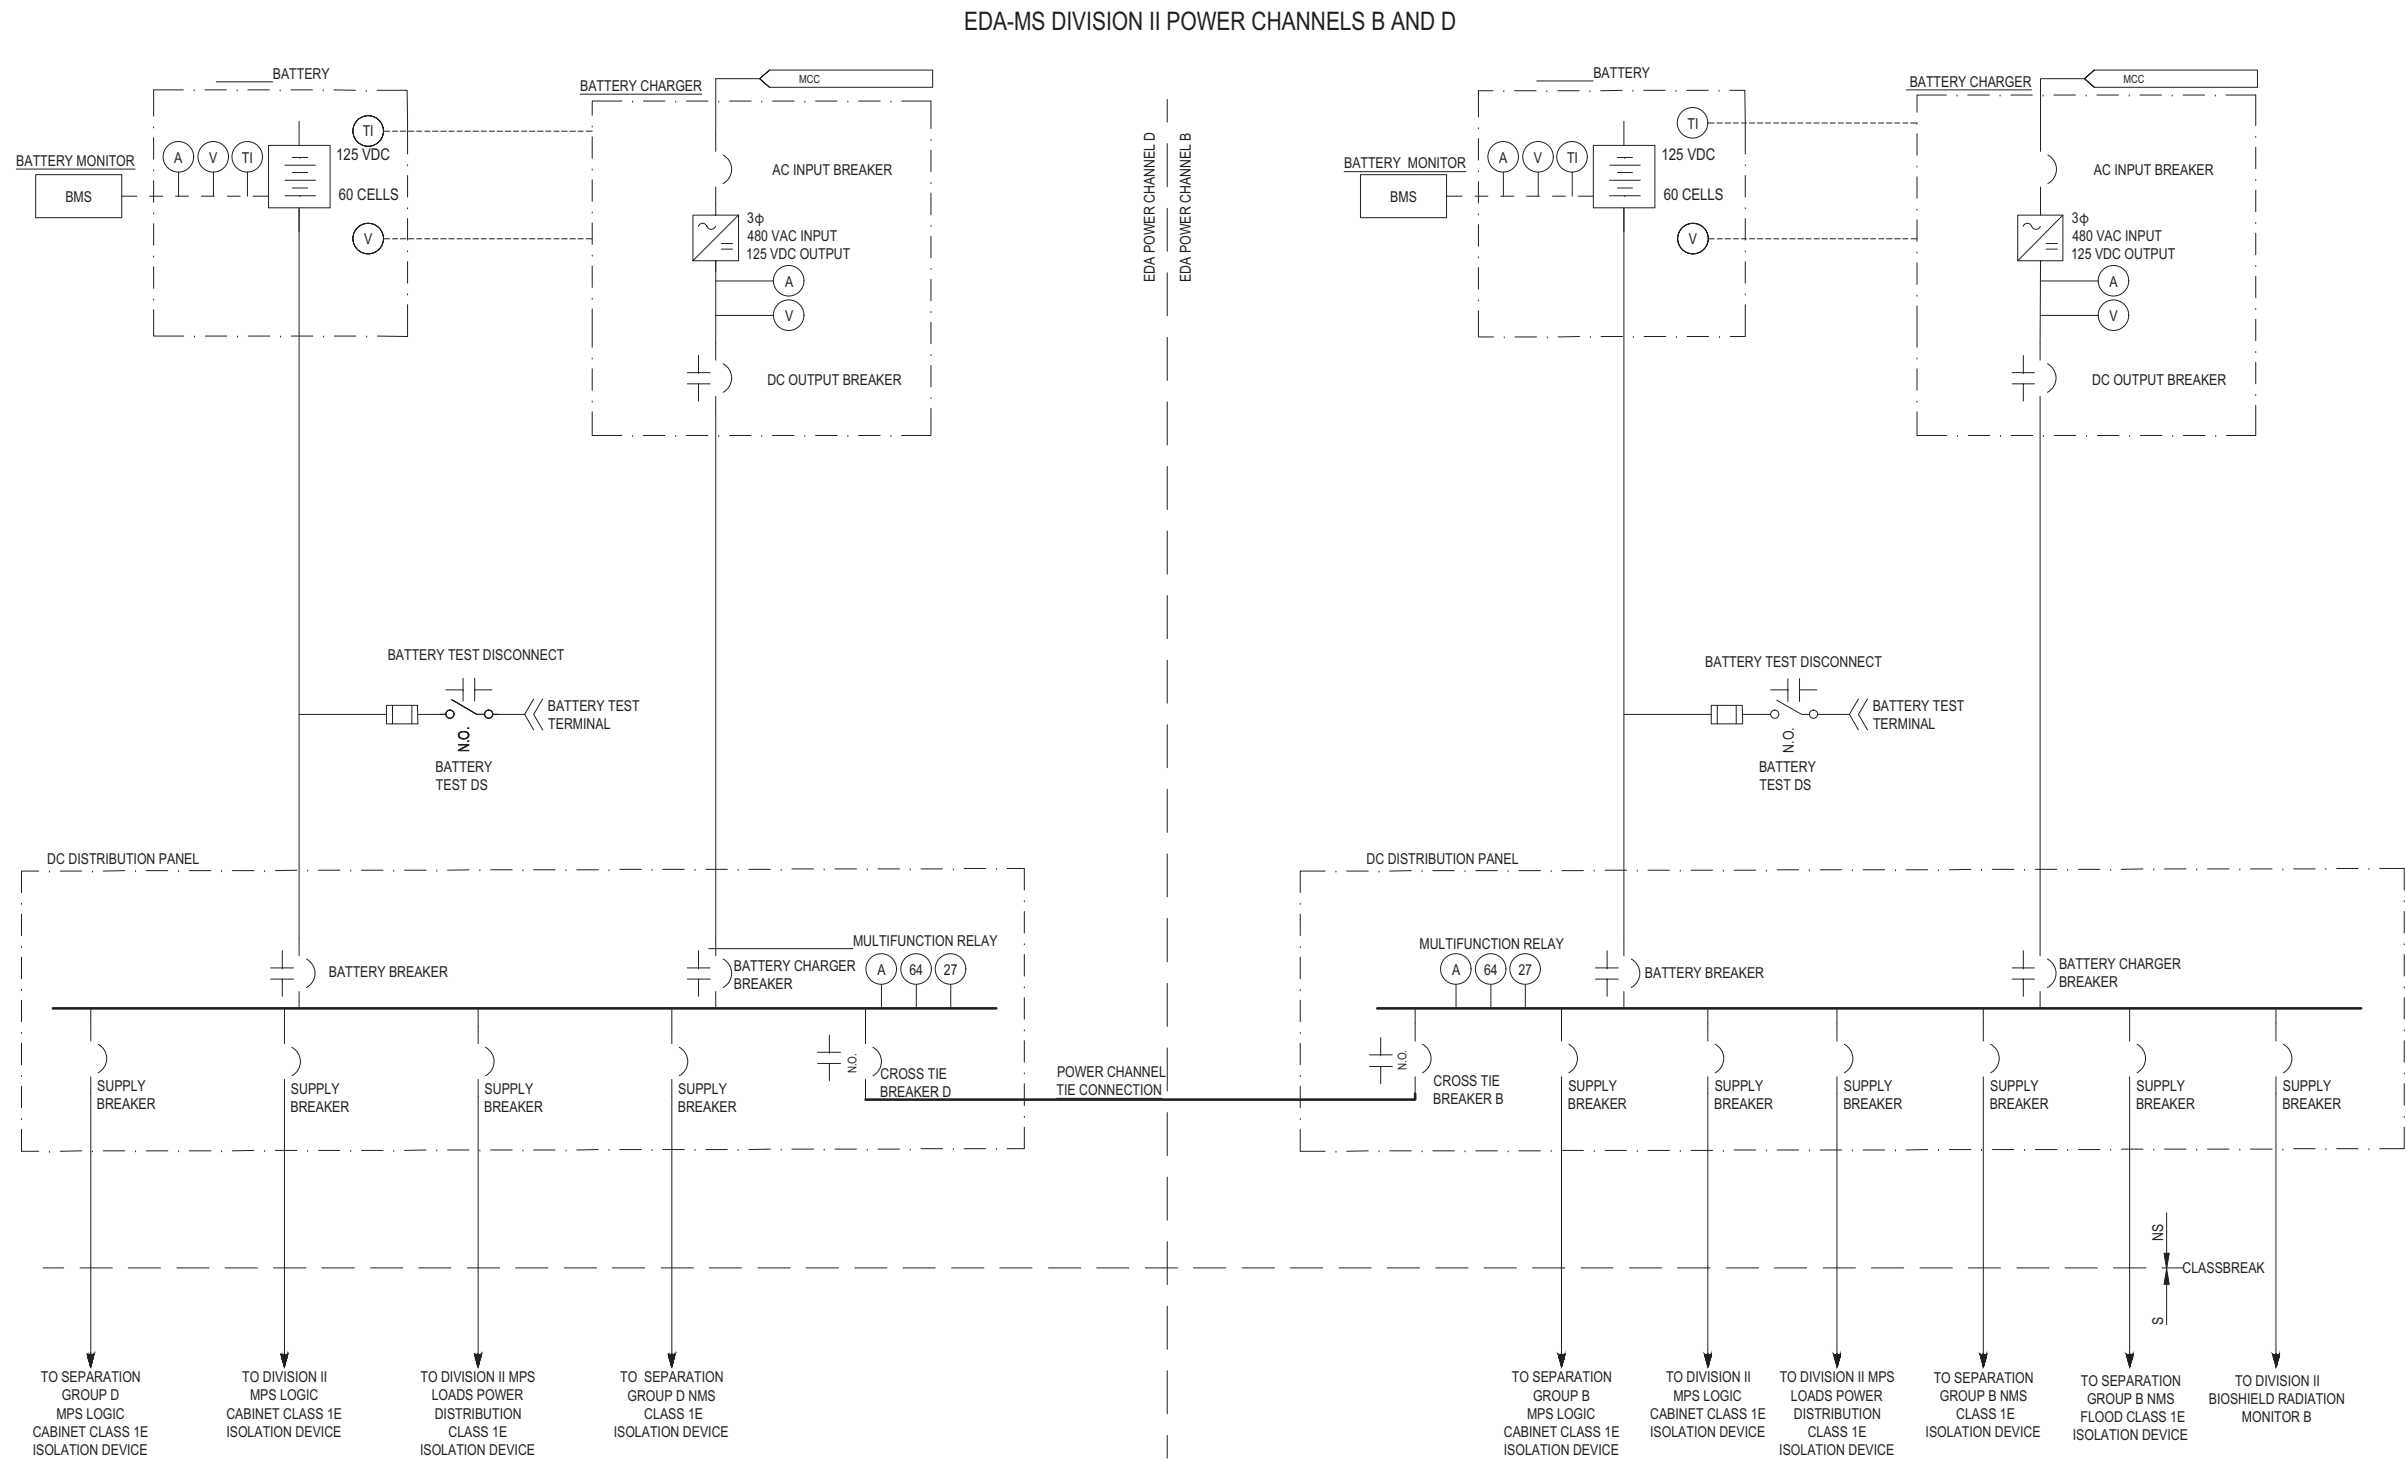 EDA-MS DIVISION II POWER CHANNELS B AND D
BATTERY
BATTERY CHARGER
MCC
TI
125 VDC
BATTERY MONITOR
A
V
TI
BMS
60 CELLS
V
AC INPUT BREAKER
3ϕ
480 VAC INPUT
125 VDC OUTPUT
A
V
DC OUTPUT BREAKER
BATTERY TEST DISCONNECT
BATTERY TEST
TERMINAL
N.O.
BATTERY
TEST DS
DC DISTRIBUTION PANEL
BATTERY BREAKER
BATTERY CHARGER
BREAKER
MULTIFUNCTION RELAY
A
64
27
SUPPLY
BREAKER
SUPPLY
BREAKER
SUPPLY
BREAKER
SUPPLY
BREAKER
N.O.
CROSS TIE
BREAKER D
POWER CHANNEL
TIE CONNECTION
TO SEPARATION
GROUP D
MPS LOGIC
CABINET CLASS 1E
ISOLATION DEVICE
TO DIVISION II
MPS LOGIC
CABINET CLASS 1E
ISOLATION DEVICE
TO DIVISION II MPS
LOADS POWER
DISTRIBUTION
CLASS 1E
ISOLATION DEVICE
TO SEPARATION
GROUP D NMS
CLASS 1E
ISOLATION DEVICE
EDA POWER CHANNEL D
EDA POWER CHANNEL B
BATTERY
BATTERY CHARGER
MCC
TI
125 VDC
BATTERY MONITOR
A
V
TI
BMS
60 CELLS
V
AC INPUT BREAKER
3ϕ
480 VAC INPUT
125 VDC OUTPUT
A
V
DC OUTPUT BREAKER
BATTERY TEST DISCONNECT
BATTERY TEST
TERMINAL
N.O.
BATTERY
TEST DS
DC DISTRIBUTION PANEL
MULTIFUNCTION RELAY
A
64
27
BATTERY BREAKER
BATTERY CHARGER
BREAKER
N.O.
CROSS TIE
BREAKER B
SUPPLY
BREAKER
SUPPLY
BREAKER
SUPPLY
BREAKER
SUPPLY
BREAKER
SUPPLY
BREAKER
SUPPLY
BREAKER
NS
CLASSBREAK
S
TO SEPARATION
GROUP B
MPS LOGIC
CABINET CLASS 1E
ISOLATION DEVICE
TO DIVISION II
MPS LOGIC
CABINET CLASS 1E
ISOLATION DEVICE
TO DIVISION II MPS
LOADS POWER
DISTRIBUTION
CLASS 1E
ISOLATION DEVICE
TO SEPARATION
GROUP B NMS
CLASS 1E
ISOLATION DEVICE
TO SEPARATION
GROUP B NMS
FLOOD CLASS 1E
ISOLATION DEVICE
TO DIVISION II
BIOSHIELD RADIATION
MONITOR B